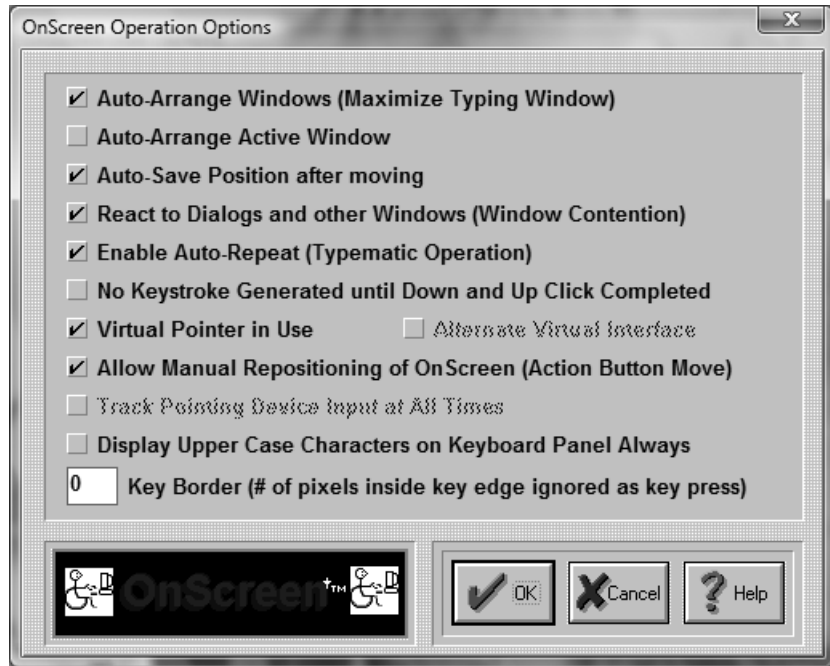 OnScreen Operation Options
Auto-Arrange Windows (Maximize Typing Window)
Auto-Arrange Active Window
Auto-Save Position after moving
React to Dialogs and other Windows (Window Contention)
Enable Auto-Repeat (Typematic Operation)
No Keystroke Generated until Down and Up Click Completed
Virtual Pointer in Use Alternate Virtual Interface
Allow Manual Repositioning of OnScreen (Action Button Move)
Track Pointing Device Input at All Times
Display Upper Case Characters on Keyboard Panel Always
0 Key Border (# of pixels inside key edge ignored as key press)
OnScreen†™ OK Cancel Help